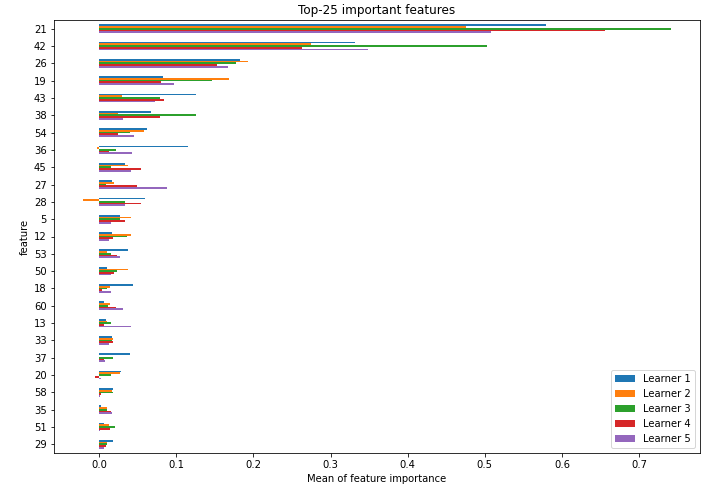 Top-25 important features
21
42
26
19
43
38
54
36
45
27
28
5
12
53
50
18
60
13
33
37
20
58
35
51
29
feature
0.0 0.1 0.2 0.3 0.4 0.5 0.6 0.7
Mean of feature importance
Learner 1
Learner 2
Learner 3
Learner 4
Learner 5